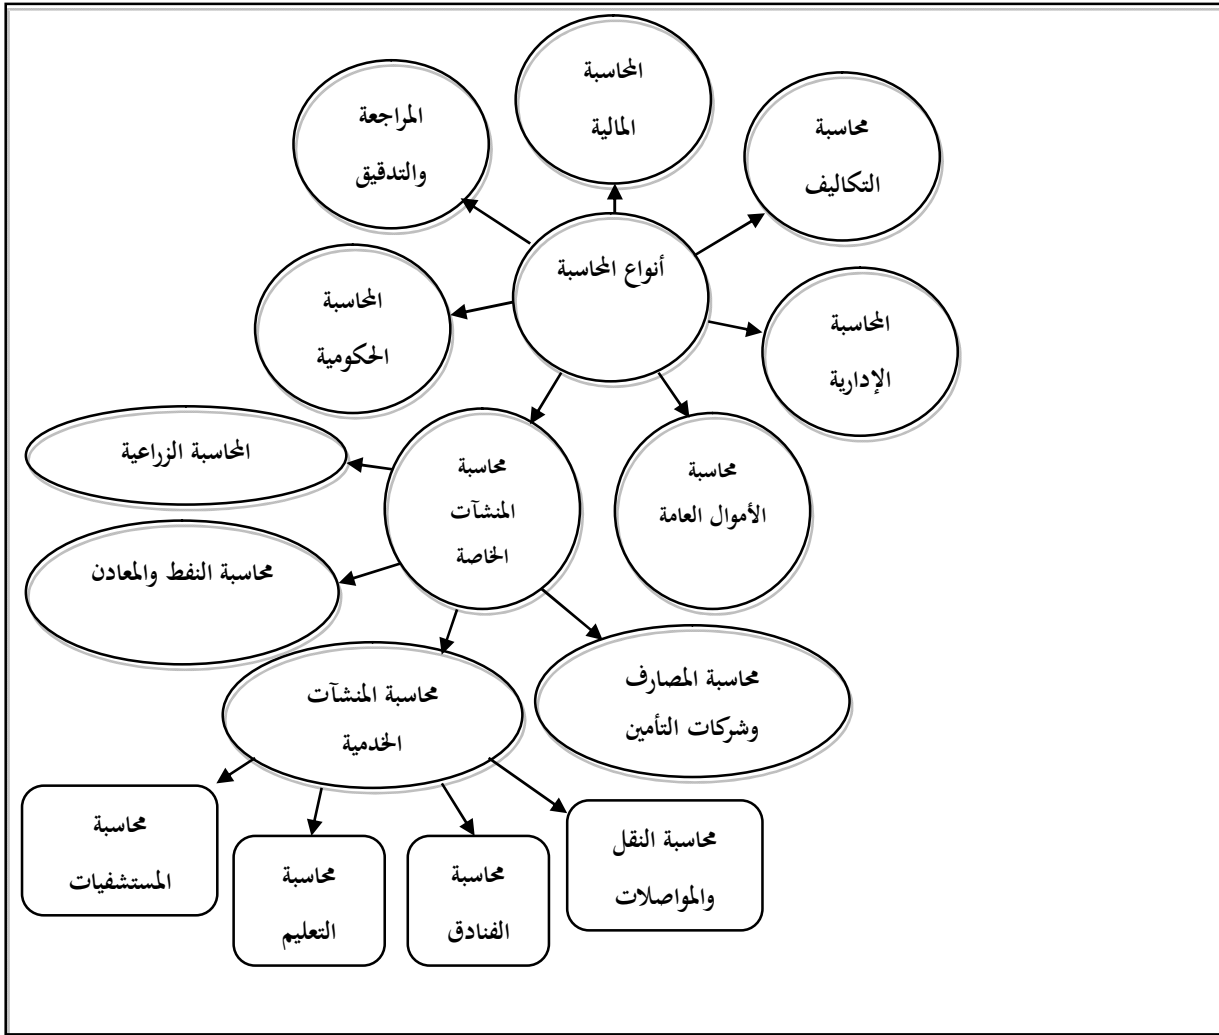 المحاسبة
المالية
محاسبة
التكاليف
المراجعة
والتدقيق
أنواع المحاسبة
المحاسبة
الإدارية
المحاسبة
الحكومية
محاسبة
الأموال العامة
محاسبة
المنشآت
الخاصة
المحاسبة الزراعية
محاسبة النفط والمعادن
محاسبة المصارف
وشركات التأمين
محاسبة المنشآت
الخدمية
محاسبة النقل
والمواصلات
محاسبة
الفنادق
محاسبة
التعليم
محاسبة
المستشفيات